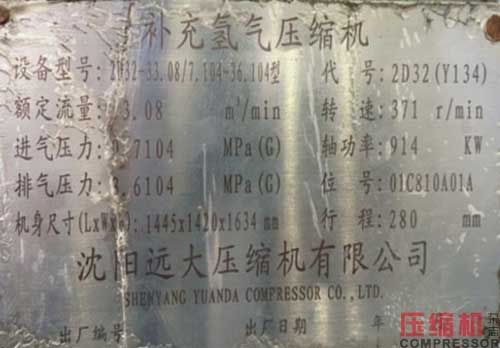 补充氢气压缩机
设备型号: 2D32-33.08/7.104-36.104型 代 号: 2D32(Y134)
额定流量: 3.08 m³/min 转 速: 371 r/min
进气压力: .7104 MPa(G) 轴功率: 914 KW
排气压力: .6104 MPa(G) 位 号: 01C810A01A
机身尺寸(LxWx):1445x1420x1634 mm 行 程: 280 mm
沈阳远大压缩机有限公司
SHENYANG YUANDA COMPRESSOR CO.,LTD.
出厂编号 出厂日期 年
压缩机
COMPRESSOR